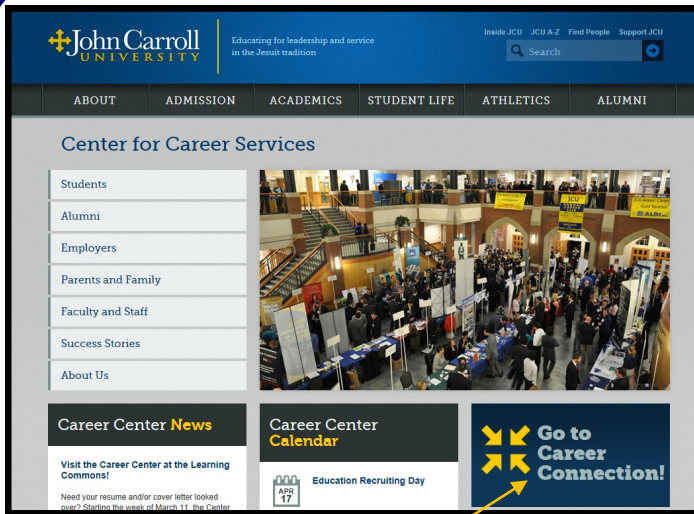 John Carroll
UNIVERSITY
Educating for leadership and service
in the Jesuit tradition
Inside JCU JCU A-Z Find People Support JCU
Search
ABOUT ADMISSION ACADEMICS STUDENT LIFE ATHLETICS ALUMNI
Center for Career Services
Students
Alumni
Employers
Parents and Family
Faculty and Staff
Success Stories
About Us
JCU
ALDI
Career Center News
Visit the Career Center at the Learning
Commons!
Need your resume and/or cover letter looked
over? Starting the week of March 11, the Center
Career Center
Calendar
APR
17
Education Recruiting Day
Go to
Career
Connection!